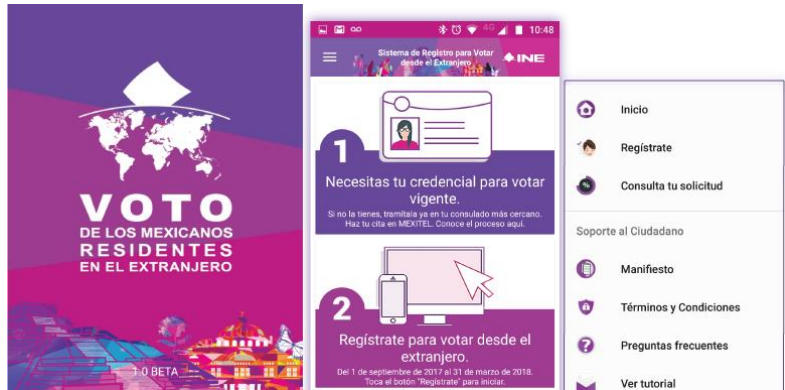 VOTO
DE LOS MEXICANOS
RESIDENTES
EN EL EXTRANJERO
1.0 BETA
4G 10:48
Sistema de Registro para Votar
desde el Extranjero
INE
1
Necesitas tu credencial para votar
vigente.
Si no la tienes, tramítala ya en tu consulado más cercano.
Haz tu cita en MEXITEL. Conoce el proceso aquí.
2
Regístrate para votar desde el
extranjero.
Del 1 de septiembre de 2017 al 31 de marzo de 2018.
Toca el botón "Regístrate" para iniciar.
Inicio
Regístrate
Consulta tu solicitud
Soporte al Ciudadano
Manifiesto
Términos y Condiciones
Preguntas frecuentes
Ver tutorial